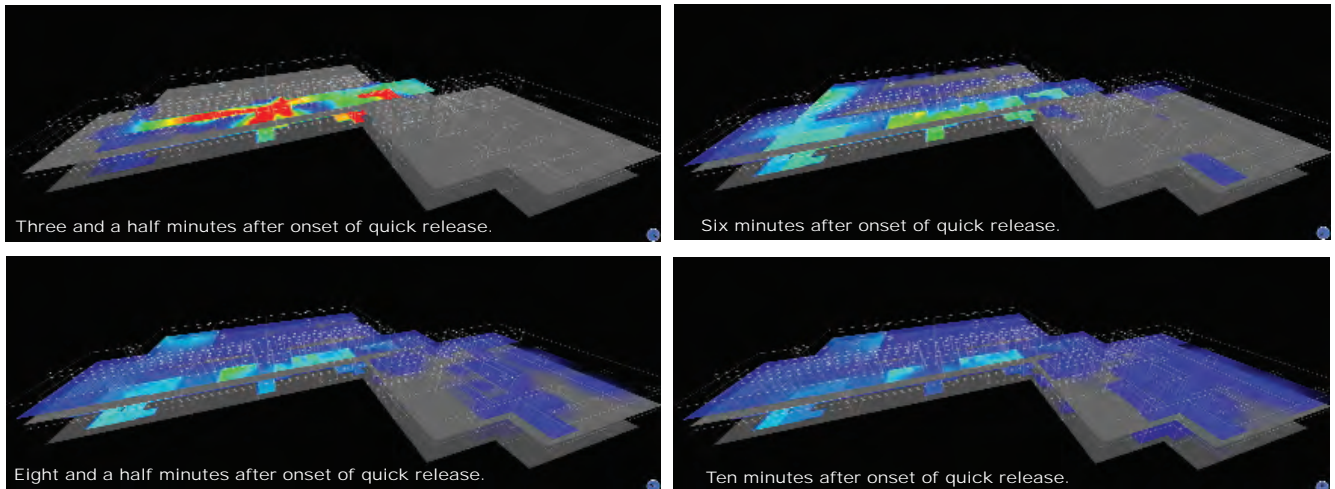 Three and a half minutes after onset of quick release.
Six minutes after onset of quick release.
Eight and a half minutes after onset of quick release.
Ten minutes after onset of quick release.